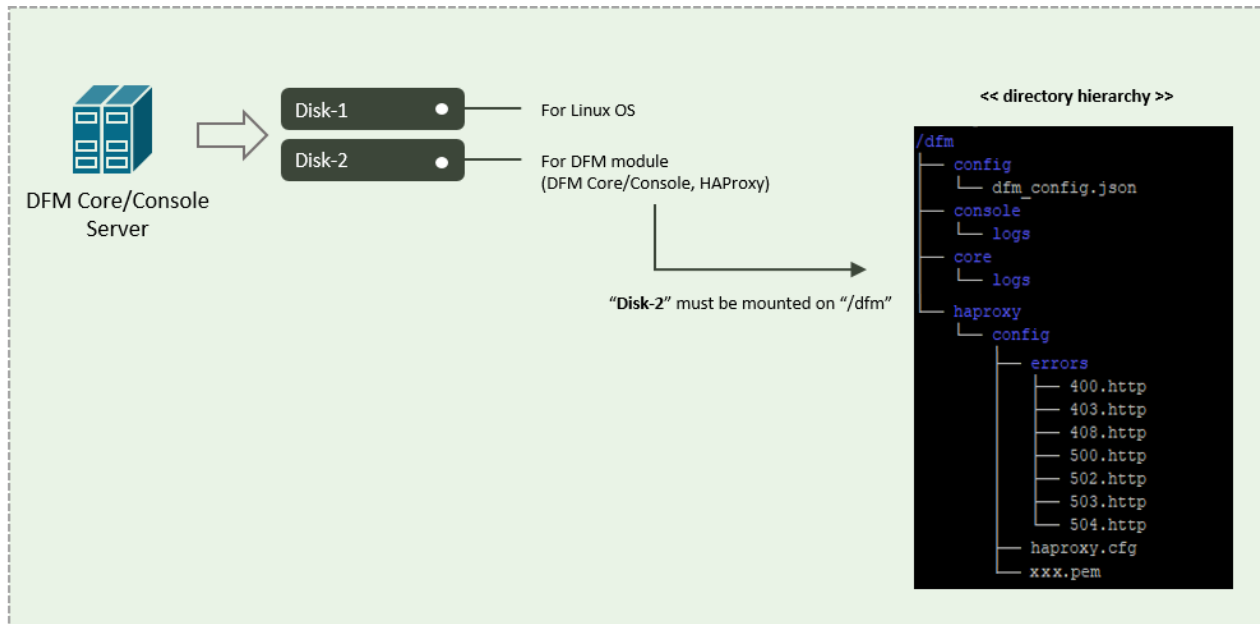 Disk-1
For Linux OS
Disk-2
For DFM module
(DFM Core/Console, HAProxy)
DFM Core/Console
Server
“Disk-2” must be mounted on “/dfm”
<< directory hierarchy >>
/dfm
├── config
│   └── dfm_config.json
├── console
│   └── logs
├── core
│   └── logs
└── haproxy
    └── config
        ├── errors
        │   ├── 400.http
        │   ├── 403.http
        │   ├── 408.http
        │   ├── 500.http
        │   ├── 502.http
        │   ├── 503.http
        │   └── 504.http
        ├── haproxy.cfg
        └── xxx.pem